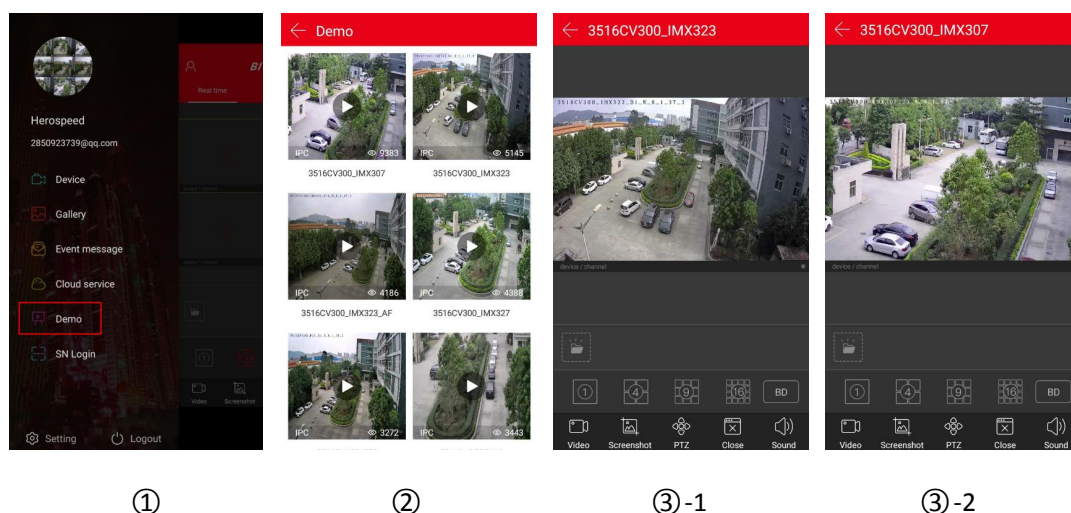 Herospeed
2850923739@qq.com
Device
Gallery
Event message
Cloud service
Demo
SN Login
Setting
Logout
Real time
Video
Screenshot
Demo
IPC 9383
IPC 5145
3516CV300_IMX307
3516CV300_IMX323
IPC 4186
IPC 4388
3516CV300_IMX323_AF
3516CV300_IMX327
IPC 3272
IPC 3443
3516CV300_IMX323
device / channel
1
4
9
16
BD
Video
Screenshot
PTZ
Close
Sound
3516CV300_IMX307
device / channel
1
4
9
16
BD
Video
Screenshot
PTZ
Close
Sound
①
②
③-1
③-2